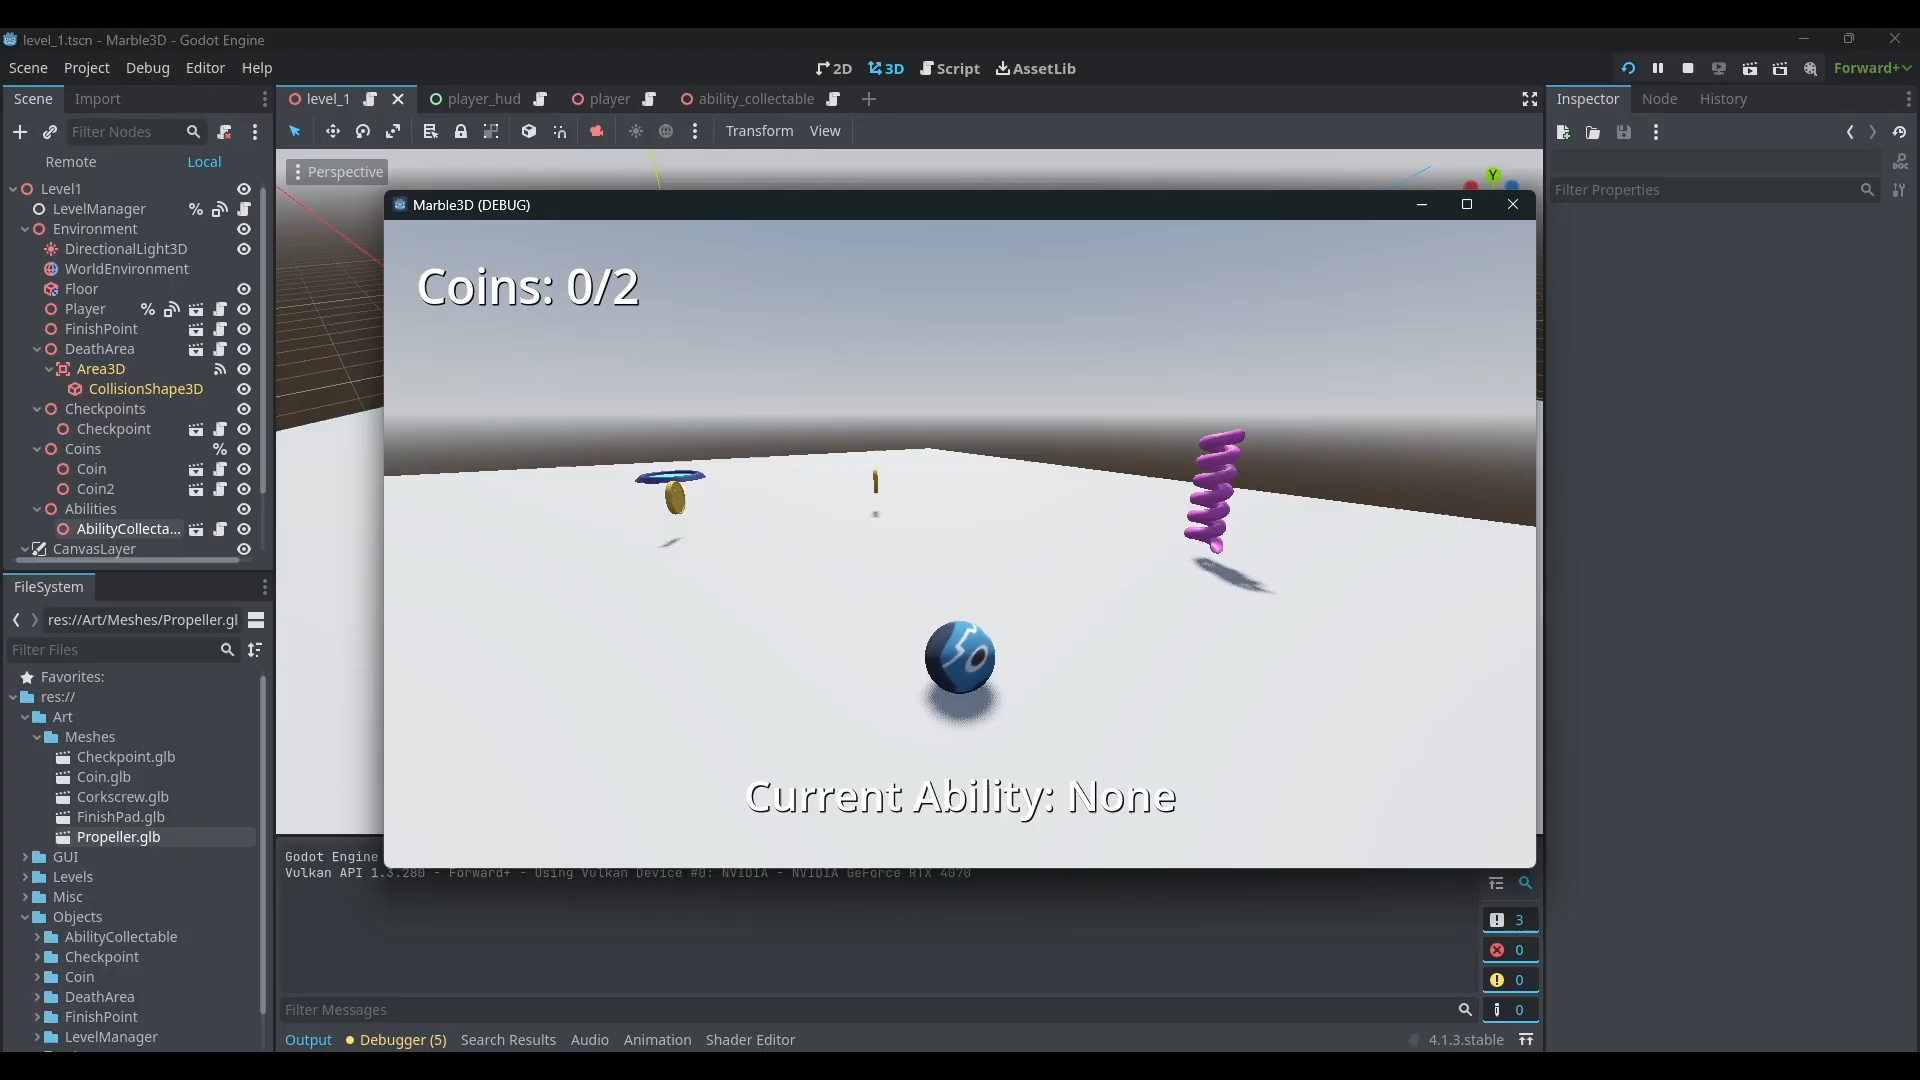 level_1.tscn - Marble3D - Godot Engine
Scene Project Debug Editor Help
2D 3D Script AssetLib
Forward+
Scene Import
level_1 player_hud player ability_collectable
Inspector Node History
Filter Nodes
Transform View
Remote Local
Perspective
Y
Filter Properties
Level1
LevelManager
Environment
DirectionalLight3D
WorldEnvironment
Floor
Player
FinishPoint
DeathArea
Area3D
CollisionShape3D
Checkpoints
Checkpoint
Coins
Coin
Coin2
Abilities
AbilityCollecta...
CanvasLayer
Marble3D (DEBUG)
Coins: 0/2
Current Ability: None
FileSystem
res://Art/Meshes/Propeller.gl
Filter Files
Favorites:
res://
Art
Meshes
Checkpoint.glb
Coin.glb
Corkscrew.glb
FinishPad.glb
Propeller.glb
GUI
Levels
Misc
Objects
AbilityCollectable
Checkpoint
Coin
DeathArea
FinishPoint
LevelManager
Godot Engine
Vulkan API 1.3.280 - Forward+ - Using Vulkan Device #0: NVIDIA - NVIDIA GeForce RTX 4070
3
0
0
0
Filter Messages
Output Debugger (5) Search Results Audio Animation Shader Editor
4.1.3.stable